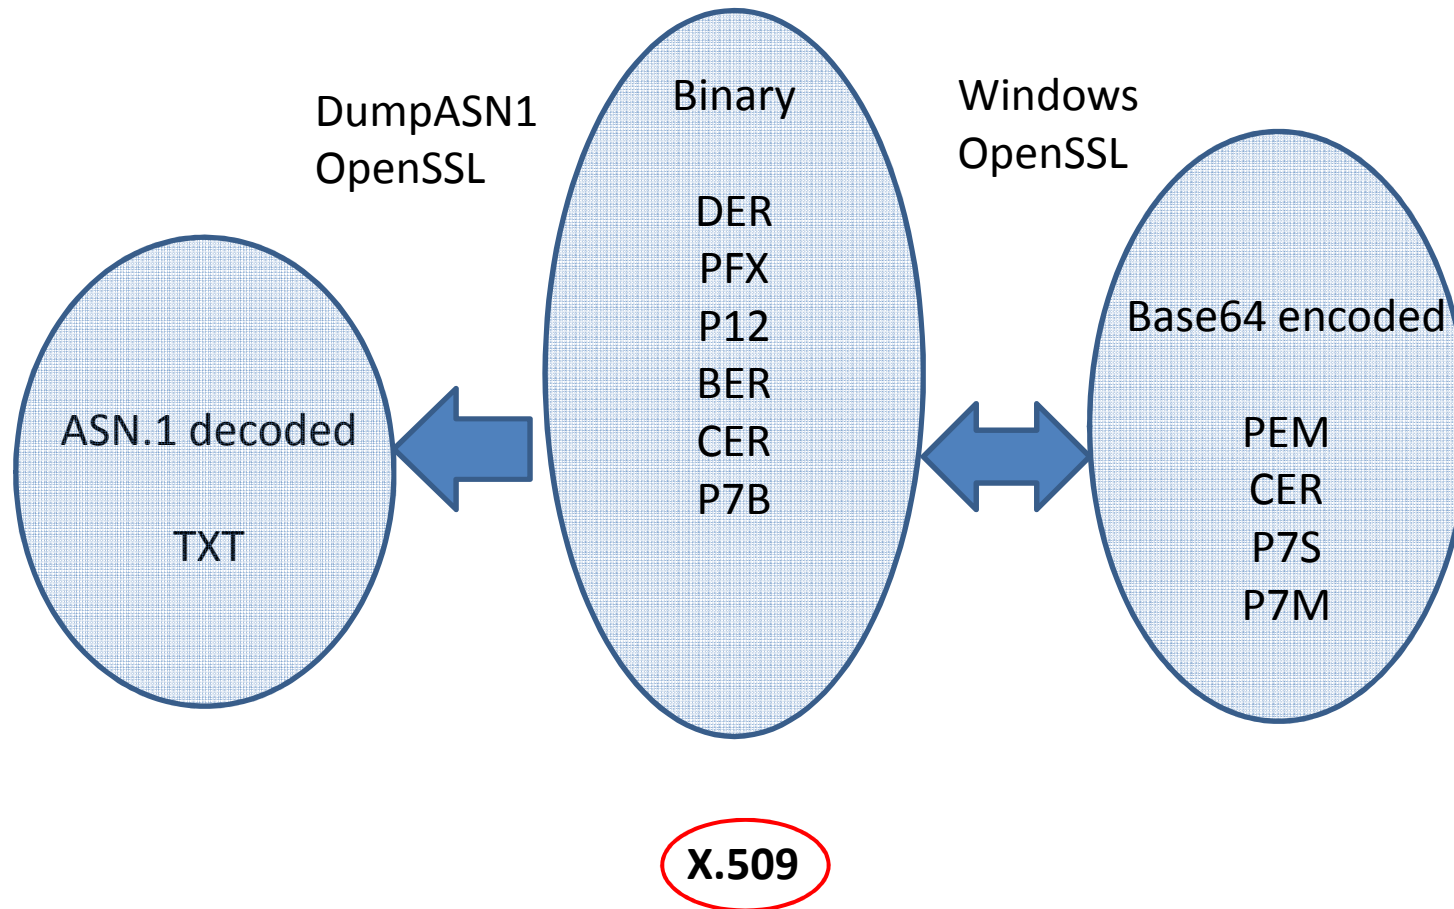 DumpASN1
OpenSSL
Binary
DER
PFX
P12
BER
CER
P7B
Windows
OpenSSL
ASN.1 decoded
TXT
Base64 encoded
PEM
CER
P7S
P7M
X.509